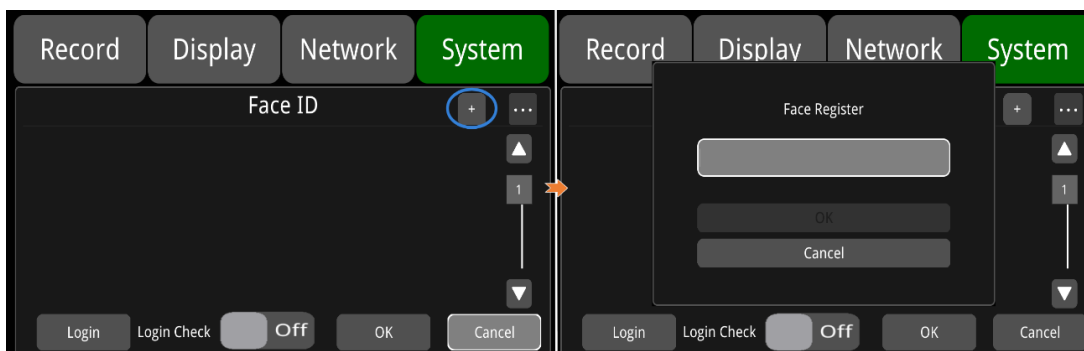 Record Display Network System
Face ID + ...
1
Login Login Check Off OK Cancel
Record Display Network System
+ ...
Face Register
1
OK
Cancel
Login Login Check Off OK Cancel